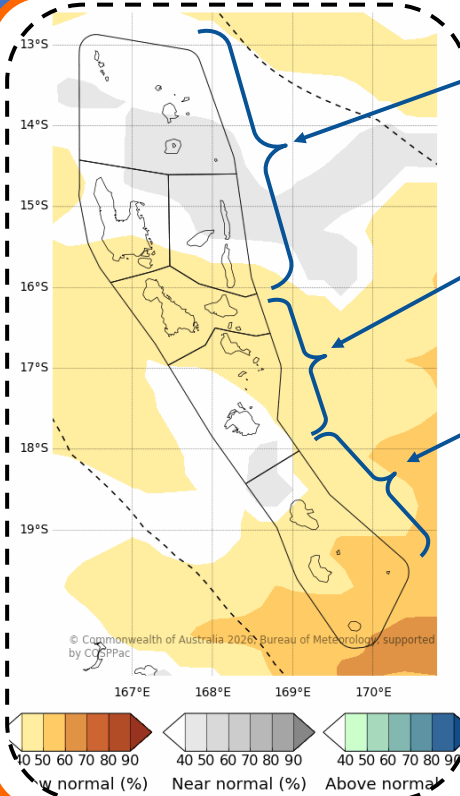 13°S
14°S
15°S
16°S
17°S
18°S
19°S
© Commonwealth of Australia 2026, Bureau of Meteorology, supported
by COSPPac
167°E 168°E 169°E 170°E
40 50 60 70 80 90 40 50 60 70 80 90 40 50 60 70 80 90
normal (%) Near normal (%) Above normal